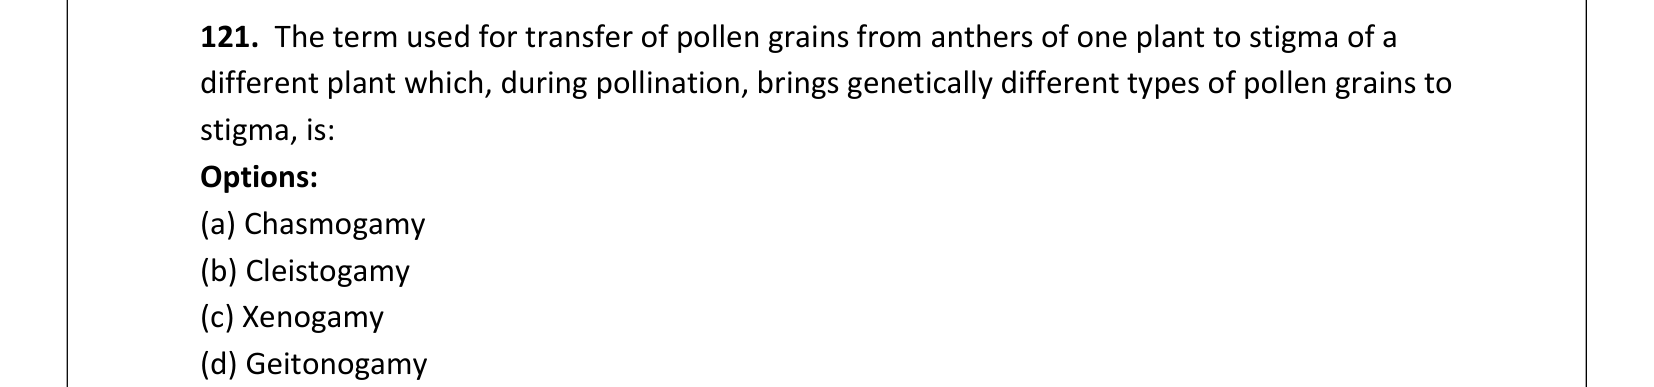 121. The term used for transfer of pollen grains from anthers of one plant to stigma of a
different plant which, during pollination, brings genetically different types of pollen grains to
stigma, is:
Options:
(a) Chasmogamy
(b) Cleistogamy
(c) Xenogamy
(d) Geitonogamy